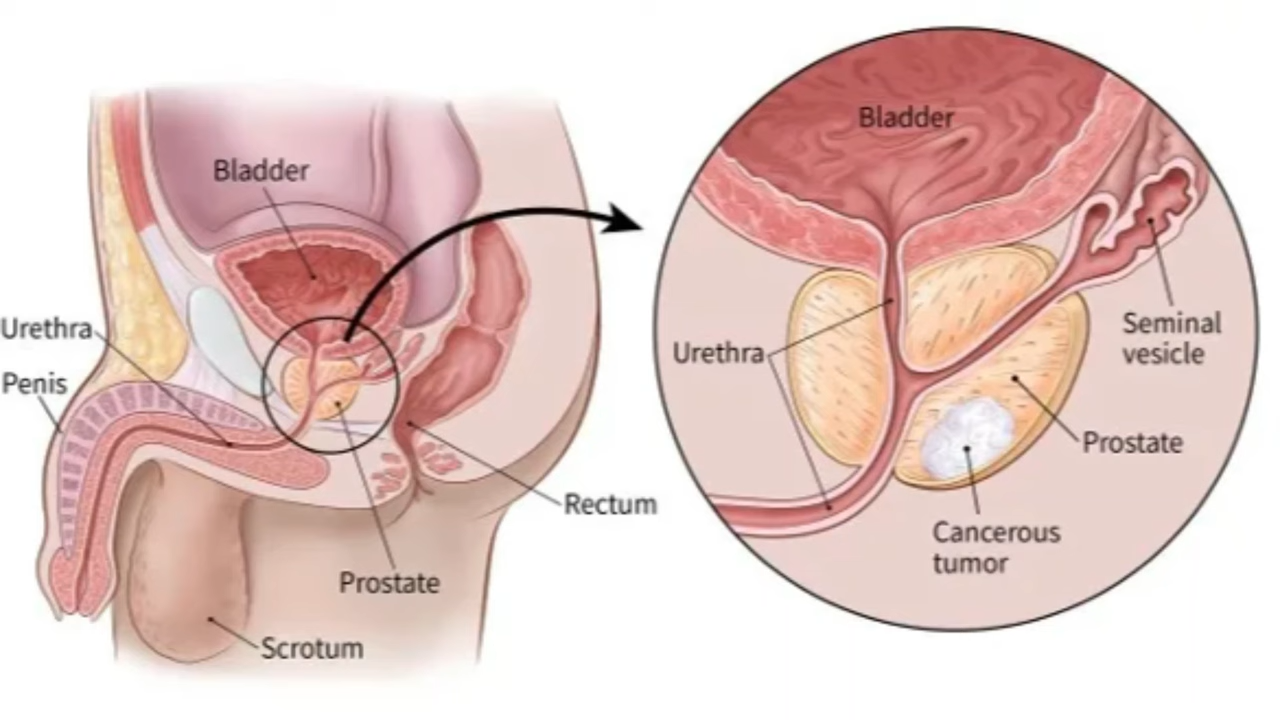 Bladder
Urethra
Penis
Rectum
Prostate
Scrotum
Bladder
Urethra
Seminal
vesicle
Prostate
Cancerous
tumor